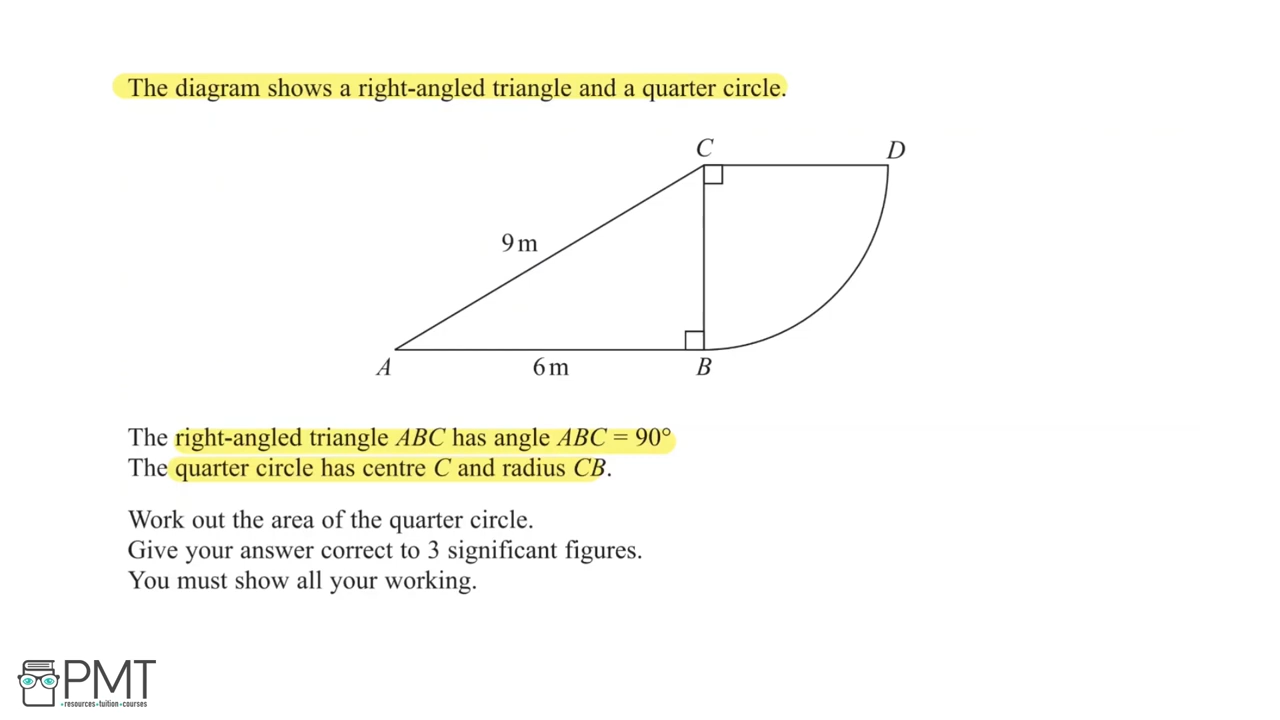 The diagram shows a right-angled triangle and a quarter circle.
C
D
9 m
A
6 m
B
The right-angled triangle ABC has angle ABC = 90°
The quarter circle has centre C and radius CB.
Work out the area of the quarter circle.
Give your answer correct to 3 significant figures.
You must show all your working.
PMT
•resources•tuition•courses